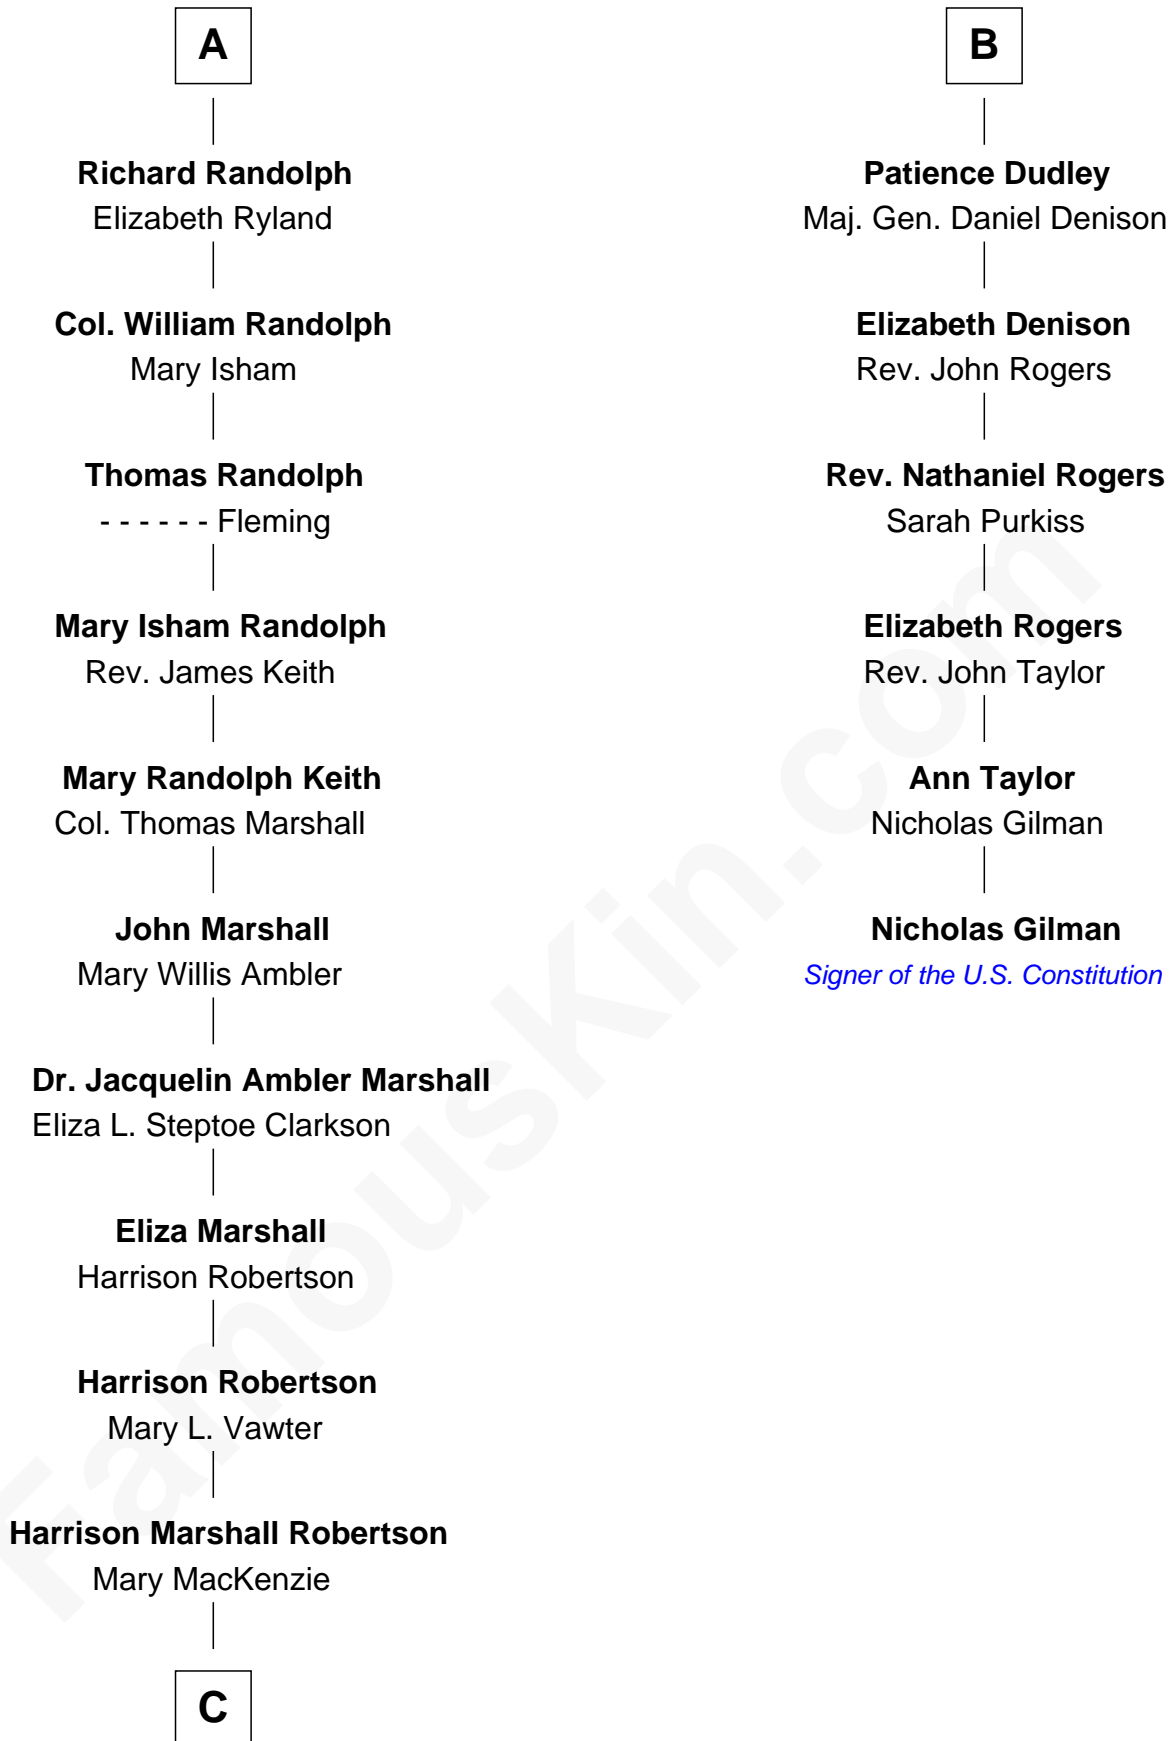 A
Richard Randolph
Elizabeth Ryland
Col. William Randolph
Mary Isham
Thomas Randolph
- - - - - - Fleming
Mary Isham Randolph
Rev. James Keith
Mary Randolph Keith
Col. Thomas Marshall
John Marshall
Mary Willis Ambler
Dr. Jacquelin Ambler Marshall
Eliza L. Steptoe Clarkson
Eliza Marshall
Harrison Robertson
Harrison Robertson
Mary L. Vawter
Harrison Marshall Robertson
Mary MacKenzie
C
B
Patience Dudley
Maj. Gen. Daniel Denison
Elizabeth Denison
Rev. John Rogers
Rev. Nathaniel Rogers
Sarah Purkiss
Elizabeth Rogers
Rev. John Taylor
Ann Taylor
Nicholas Gilman
Nicholas Gilman
Signer of the U.S. Constitution
FamousKin.com